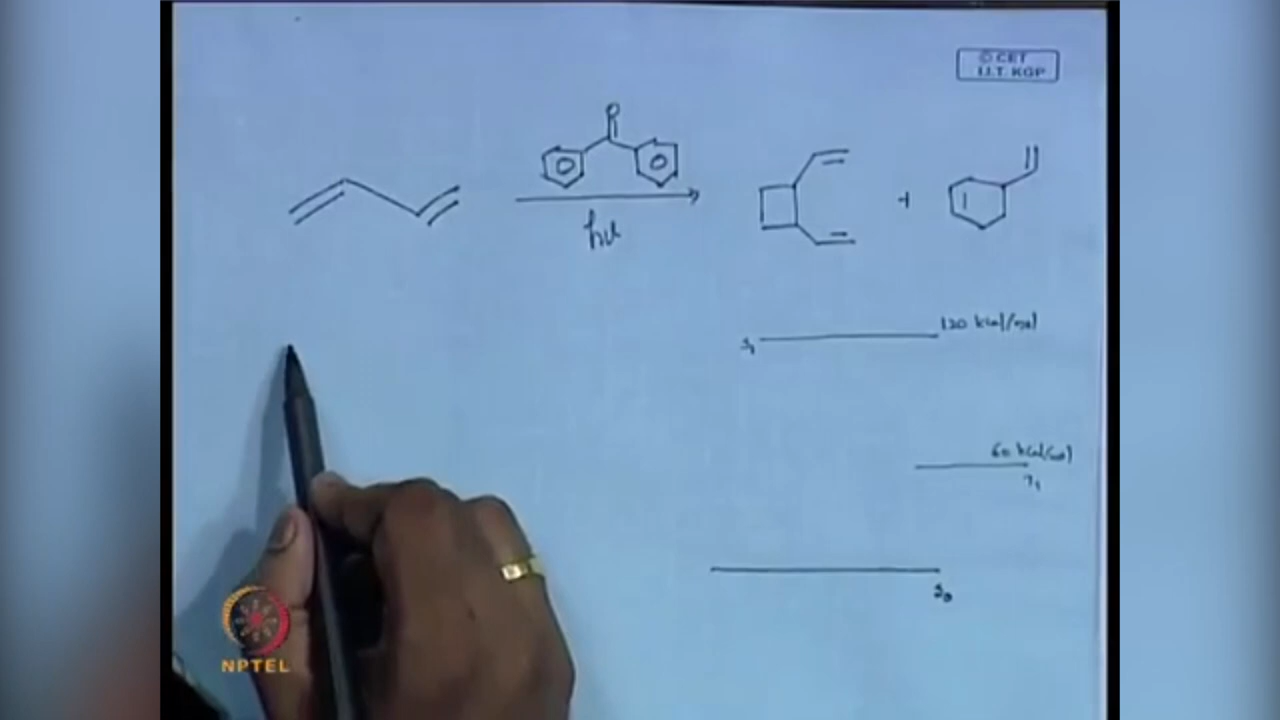 © CET
I.I.T. KGP
O
O
O
hν
+
120 kcal/mol
S₁
60 kcal/mol
T₁
S₀
NPTEL